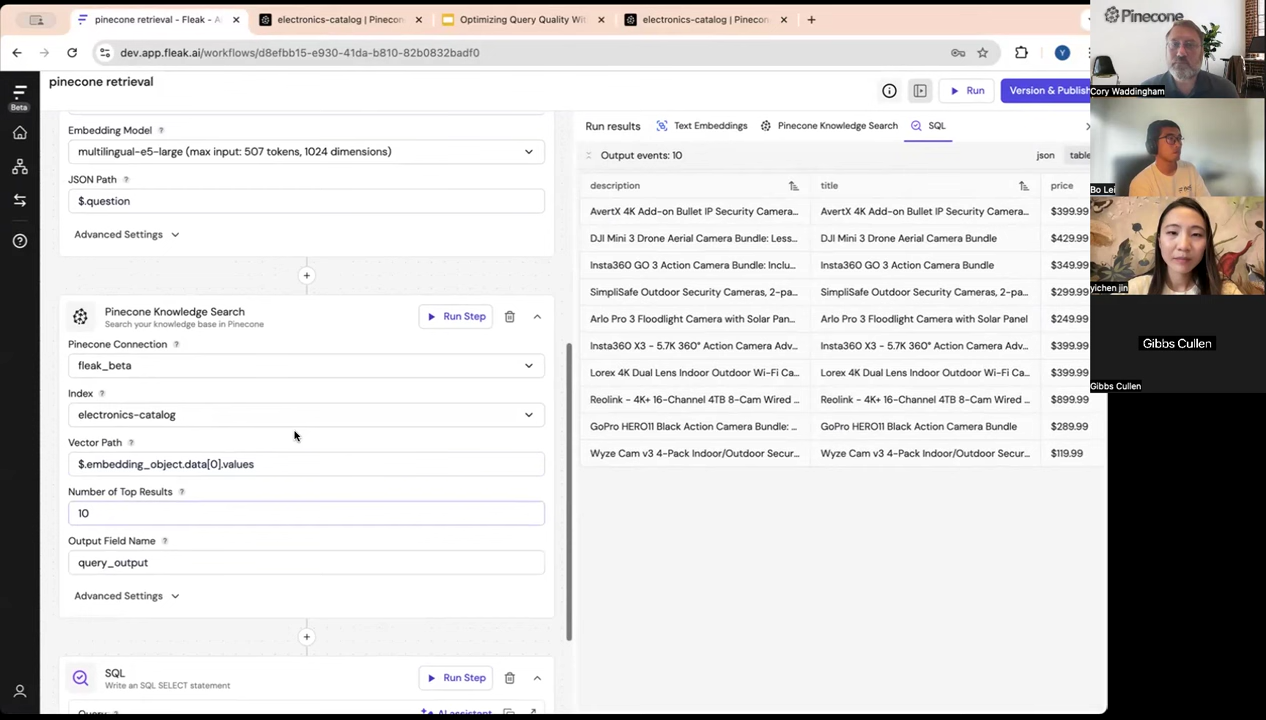 pinecone retrieval - Fleak - A
electronics-catalog | Pinecon
Optimizing Query Quality Wit
electronics-catalog | Pinecon
dev.app.fleak.ai/workflows/d8efbb15-e930-41da-b810-82b0832badf0
Y
Beta
pinecone retrieval
Run
Version & Publish
Embedding Model
multilingual-e5-large (max input: 507 tokens, 1024 dimensions)
JSON Path
$.question
Advanced Settings
Pinecone Knowledge Search
Search your knowledge base in Pinecone
Run Step
Pinecone Connection
fleak_beta
Index
electronics-catalog
Vector Path
$.embedding_object.data[0].values
Number of Top Results
10
Output Field Name
query_output
Advanced Settings
SQL
Write an SQL SELECT statement
Run Step
Query
AI assistant
Run results
Text Embeddings
Pinecone Knowledge Search
SQL
Output events: 10
json
table
description title price
AvertX 4K Add-on Bullet IP Security Camera... AvertX 4K Add-on Bullet IP Security Camera... $399.99
DJI Mini 3 Drone Aerial Camera Bundle: Less... DJI Mini 3 Drone Aerial Camera Bundle $429.99
Insta360 GO 3 Action Camera Bundle: Inclu... Insta360 GO 3 Action Camera Bundle $349.99
SimpliSafe Outdoor Security Cameras, 2-pa... SimpliSafe Outdoor Security Cameras, 2-pa... $299.99
Arlo Pro 3 Floodlight Camera with Solar Pan... Arlo Pro 3 Floodlight Camera with Solar Panel $249.99
Insta360 X3 - 5.7K 360° Action Camera Adv... Insta360 X3 - 5.7K 360° Action Camera Adv... $399.99
Lorex 4K Dual Lens Indoor Outdoor Wi-Fi Ca... Lorex 4K Dual Lens Indoor Outdoor Wi-Fi Ca... $399.99
Reolink - 4K+ 16-Channel 4TB 8-Cam Wired ... Reolink - 4K+ 16-Channel 4TB 8-Cam Wired ... $899.99
GoPro HERO11 Black Action Camera Bundle: ... GoPro HERO11 Black Action Camera Bundle $289.99
Wyze Cam v3 4-Pack Indoor/Outdoor Secur... Wyze Cam v3 4-Pack Indoor/Outdoor Secur... $119.99
Pinecone
Cory Waddingham
Bo Lei
yichen jin
Gibbs Cullen
Gibbs Cullen